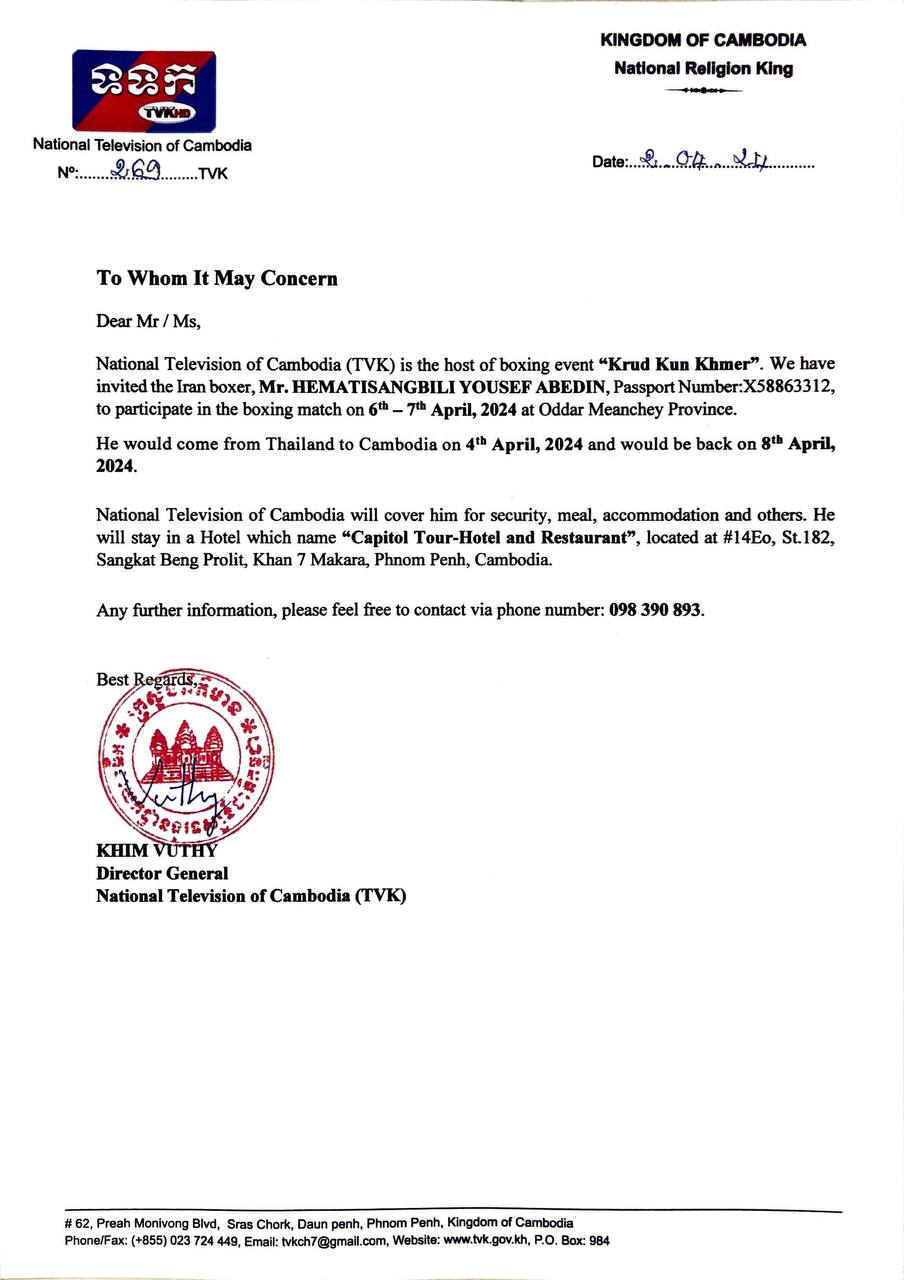 ទទក
TVKHD
National Television of Cambodia
Nº:.......269.........TVK
KINGDOM OF CAMBODIA
National Religion King
Date:...2....04....24............
To Whom It May Concern
Dear Mr / Ms,
National Television of Cambodia (TVK) is the host of boxing event “Krud Kun Khmer”. We have
invited the Iran boxer, Mr. HEMATISANGBILI YOUSEF ABEDIN, Passport Number:X58863312,
to participate in the boxing match on 6th – 7th April, 2024 at Oddar Meanchey Province.
He would come from Thailand to Cambodia on 4th April, 2024 and would be back on 8th April,
2024.
National Television of Cambodia will cover him for security, meal, accommodation and others. He
will stay in a Hotel which name “Capitol Tour-Hotel and Restaurant”, located at #14Eo, St.182,
Sangkat Beng Prolit, Khan 7 Makara, Phnom Penh, Cambodia.
Any further information, please feel free to contact via phone number: 098 390 893.
Best Regards,
Vuthy
KHIM VUTHY
Director General
National Television of Cambodia (TVK)
# 62, Preah Monivong Blvd, Sras Chork, Daun penh, Phnom Penh, Kingdom of Cambodia
Phone/Fax: (+855) 023 724 449, Email: tvkch7@gmail.com, Website: www.tvk.gov.kh, P.O. Box: 984